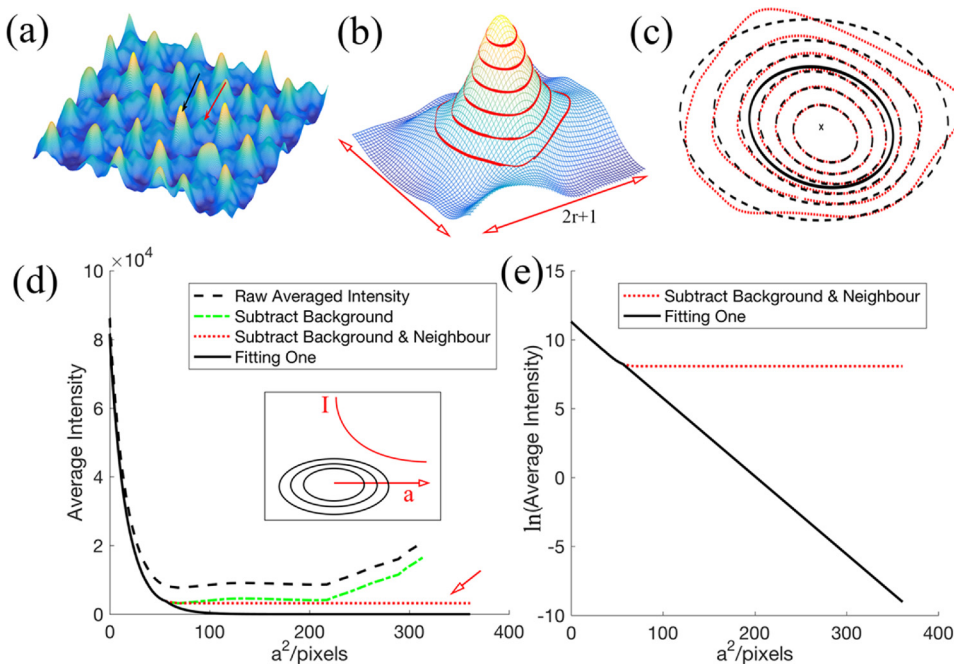 (a)
(b)
2r+1
(c)
x
(d)
×10⁴
10
8
6
4
2
0
Average Intensity
Raw Averaged Intensity
Subtract Background
Subtract Background & Neighbour
Fitting One
I
a
0
100
200
300
400
a²/pixels
(e)
15
10
5
0
-5
-10
ln(Average Intensity)
Subtract Background & Neighbour
Fitting One
0
100
200
300
400
a²/pixels